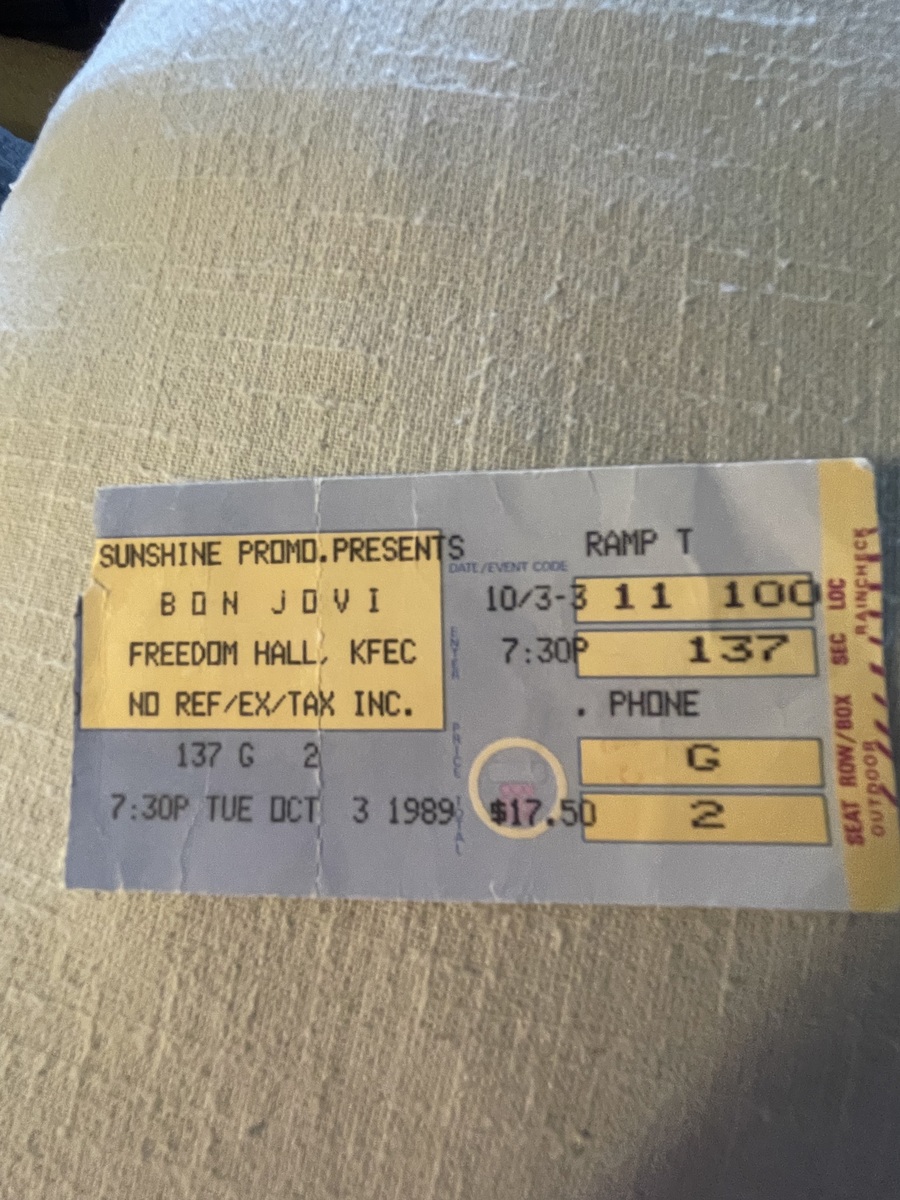 SUNSHINE PROMO.PRESENTS
B O N  J O V I
FREEDOM HALL, KFEC
NO REF/EX/TAX INC.
137 G 2
7:30P TUE OCT 3 1989
RAMP T
DATE/EVENT CODE
10/3-3 11 100
ENTER
7:30P 137
. PHONE
PRICE
G
$17.50 2
SEAT ROW/BOX SEC LOC
OUTDOOR RAINCHECK